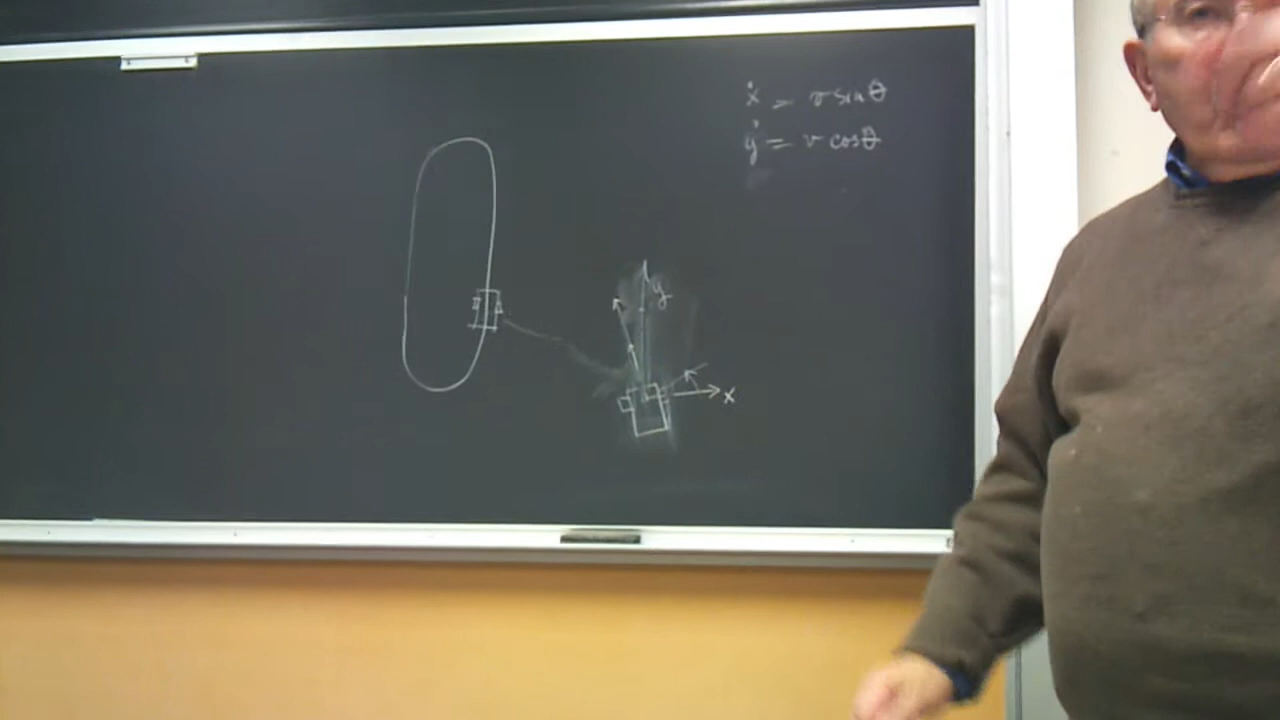 ẋ = v sin θ
ẏ = v cos θ
y
x